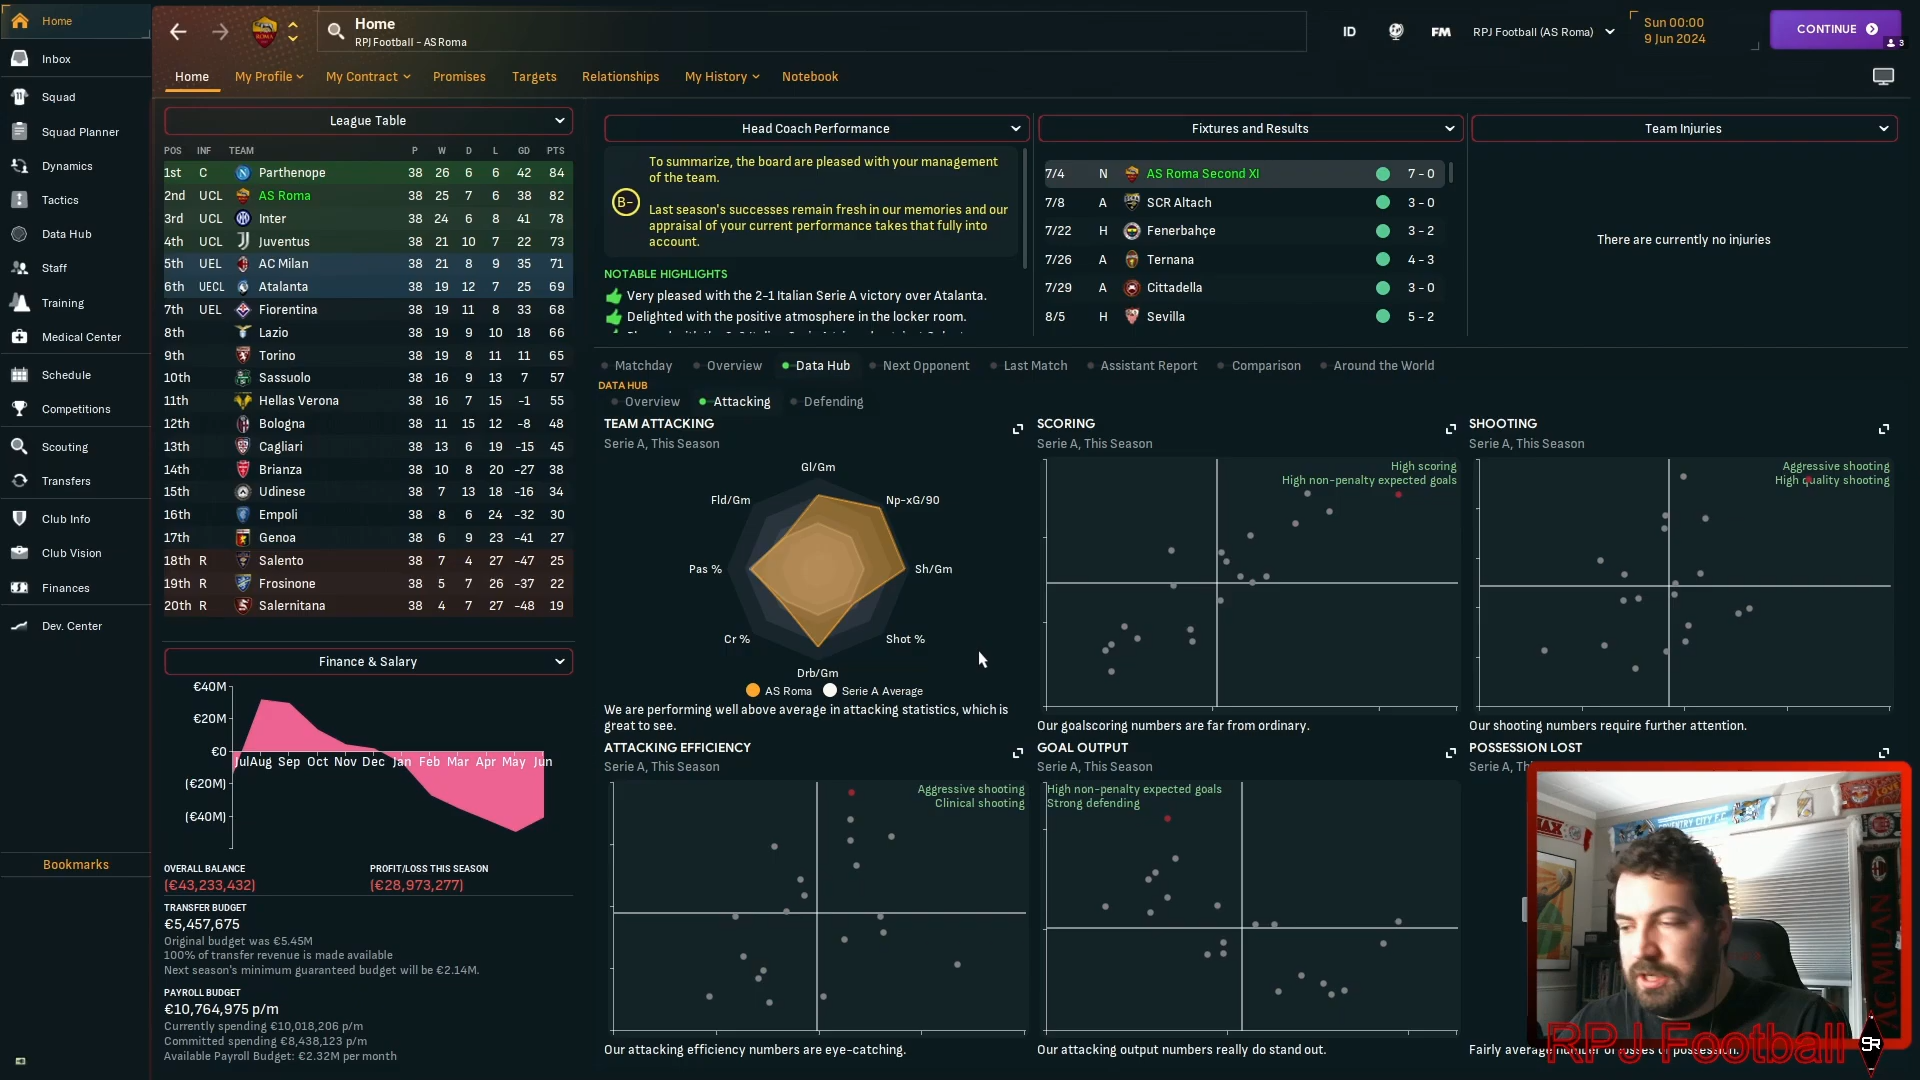 Home
Inbox
Squad
Squad Planner
Dynamics
Tactics
Data Hub
Staff
Training
Medical Center
Schedule
Competitions
Scouting
Transfers
Club Info
Club Vision
Finances
Dev. Center
Bookmarks
Home
RPJ Football - AS Roma
ID
FM
RPJ Football (AS Roma)
Sun 00:00
9 Jun 2024
CONTINUE
3
Home My Profile My Contract Promises Targets Relationships My History Notebook
League Table
POS INF TEAM P W D L GD PTS
1st C Parthenope 38 26 6 6 42 84
2nd UCL AS Roma 38 25 7 6 38 82
3rd UCL Inter 38 24 6 8 41 78
4th UCL Juventus 38 21 10 7 22 73
5th UEL AC Milan 38 21 8 9 35 71
6th UECL Atalanta 38 19 12 7 25 69
7th UEL Fiorentina 38 19 11 8 33 68
8th Lazio 38 19 9 10 18 66
9th Torino 38 19 8 11 11 65
10th Sassuolo 38 16 9 13 7 57
11th Hellas Verona 38 16 7 15 -1 55
12th Bologna 38 11 15 12 -8 48
13th Cagliari 38 13 6 19 -15 45
14th Brianza 38 10 8 20 -27 38
15th Udinese 38 7 13 18 -16 34
16th Empoli 38 8 6 24 -32 30
17th Genoa 38 6 9 23 -41 27
18th R Salento 38 7 4 27 -47 25
19th R Frosinone 38 5 7 26 -37 22
20th R Salernitana 38 4 7 27 -48 19
Finance & Salary
€40M
€20M
€0
(€20M)
(€40M)
Jul Aug Sep Oct Nov Dec Jan Feb Mar Apr May Jun
OVERALL BALANCE
(€43,233,432)
PROFIT/LOSS THIS SEASON
(€28,973,277)
TRANSFER BUDGET
€5,457,675
Original budget was €5.45M
100% of transfer revenue is made available
Next season's minimum guaranteed budget will be €2.14M.
PAYROLL BUDGET
€10,764,975 p/m
Currently spending €10,018,206 p/m
Committed spending €8,438,123 p/m
Available Payroll Budget: €2.32M per month
Head Coach Performance
B-
To summarize, the board are pleased with your management
of the team.
Last season's successes remain fresh in our memories and our
appraisal of your current performance takes that fully into
account.
NOTABLE HIGHLIGHTS
Very pleased with the 2-1 Italian Serie A victory over Atalanta.
Delighted with the positive atmosphere in the locker room.
Fixtures and Results
7/4 N AS Roma Second XI 7 - 0
7/8 A SCR Altach 3 - 0
7/22 H Fenerbahçe 3 - 2
7/26 A Ternana 4 - 3
7/29 A Cittadella 3 - 0
8/5 H Sevilla 5 - 2
Team Injuries
There are currently no injuries
Matchday Overview Data Hub Next Opponent Last Match Assistant Report Comparison Around the World
DATA HUB
Overview Attacking Defending
TEAM ATTACKING
Serie A, This Season
Gl/Gm
Np-xG/90
Sh/Gm
Shot %
Drb/Gm
Cr %
Pas %
Fld/Gm
AS Roma Serie A Average
We are performing well above average in attacking statistics, which is
great to see.
SCORING
Serie A, This Season
High scoring
High non-penalty expected goals
Our goalscoring numbers are far from ordinary.
SHOOTING
Serie A, This Season
Aggressive shooting
High quality shooting
Our shooting numbers require further attention.
ATTACKING EFFICIENCY
Serie A, This Season
Aggressive shooting
Clinical shooting
Our attacking efficiency numbers are eye-catching.
GOAL OUTPUT
Serie A, This Season
High non-penalty expected goals
Strong defending
Our attacking output numbers really do stand out.
POSSESSION LOST
Serie A, Th
COVENTRY CITY F.C
AC MILAN
RPJ Football
SR
Fairly average number of losses of possession.